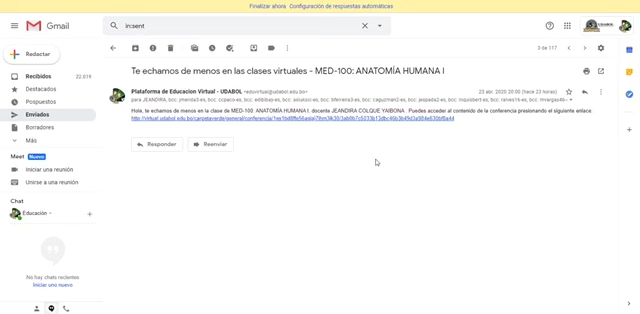 Finalizar ahora Configuración de respuestas automáticas
Gmail
in:sent
Redactar
3 de 117
Recibidos 22.819
Destacados
Pospuestos
Enviados
Borradores
Más
Meet Nuevo
Iniciar una reunión
Unirse a una reunión
Chat
Educación
No hay chats recientes
Iniciar uno nuevo
Te echamos de menos en las clases virtuales - MED-100: ANATOMÍA HUMANA I
Plataforma de Educacion Virtual - UDABOL
23 abr. 2020 20:00 (hace 23 horas)
para JEANDIRA, bcc:
Hola, te echamos de menos en la clase de MED-100: ANATOMÍA HUMANA I, docente JEANDIRA COLQUE YAIBONA. Puedes acceder al contenido de la conferencia presionando el siguiente enlace:
Responder
Reenviar